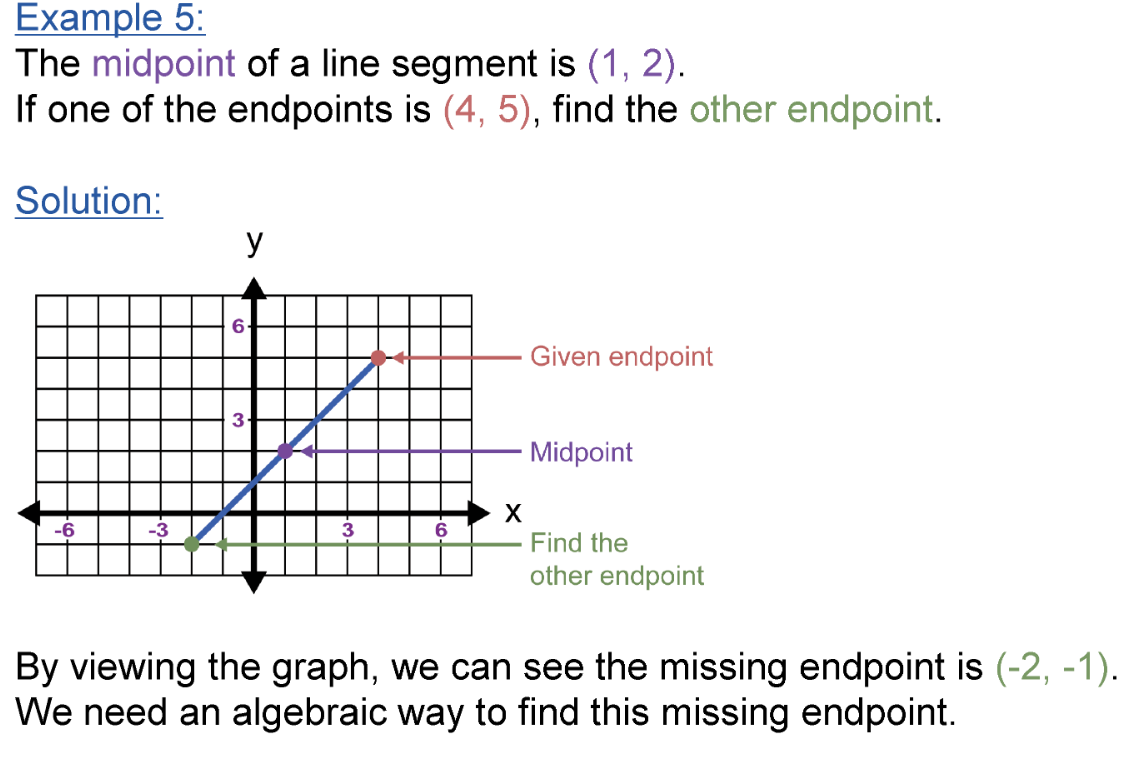 Example 5:
The midpoint of a line segment is (1, 2).
If one of the endpoints is (4, 5), find the other endpoint.
Solution:
y
6
Given endpoint
3
Midpoint
x
-6 -3 3 6
Find the
other endpoint
By viewing the graph, we can see the missing endpoint is (-2, -1).
We need an algebraic way to find this missing endpoint.